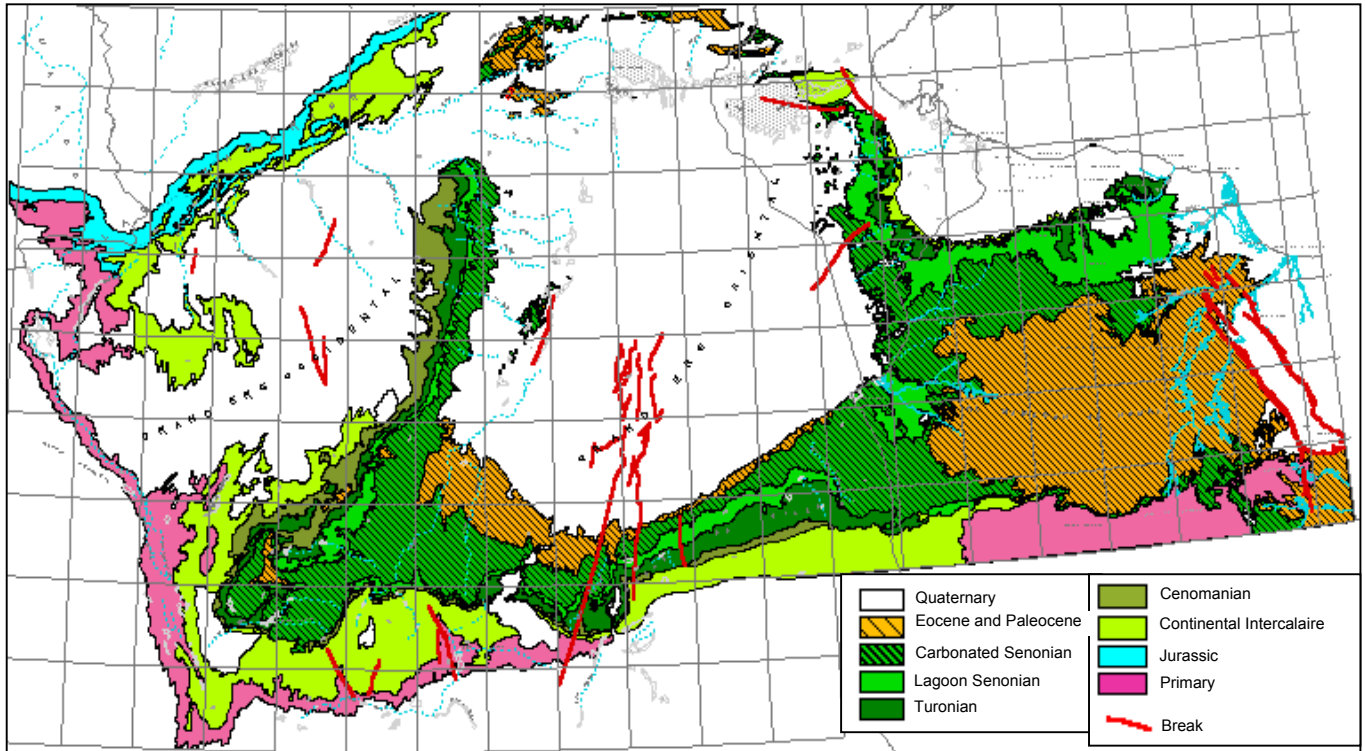 GRAND ERG OCCIDENTAL
GRAND ERG ORIENTAL
Quaternary
Eocene and Paleocene
Carbonated Senonian
Lagoon Senonian
Turonian
Cenomanian
Continental Intercalaire
Jurassic
Primary
Break